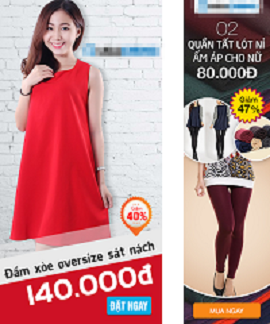 Giảm
40%
Đầm xòe oversize sát nách
140.000đ
ĐẶT NGAY
02
QUẦN TẤT LÓT NỈ
ẤM ÁP CHO NỮ
80.000Đ
Giảm
47%
MUA NGAY